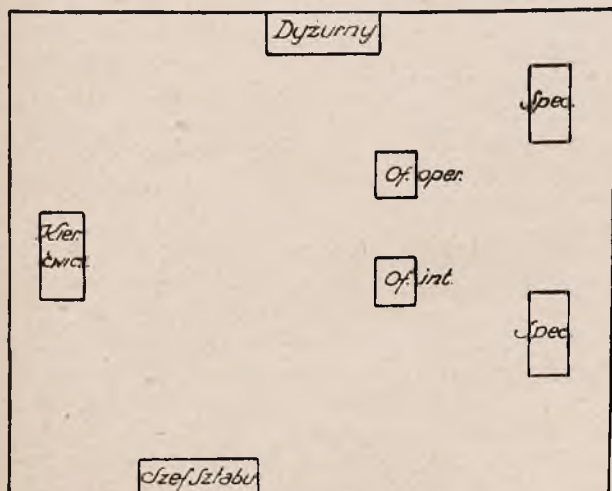 Dyżurny
Spec.
Of. oper.
Kier.
ćwicz.
Of. int.
Spec.
Szef Sztabu